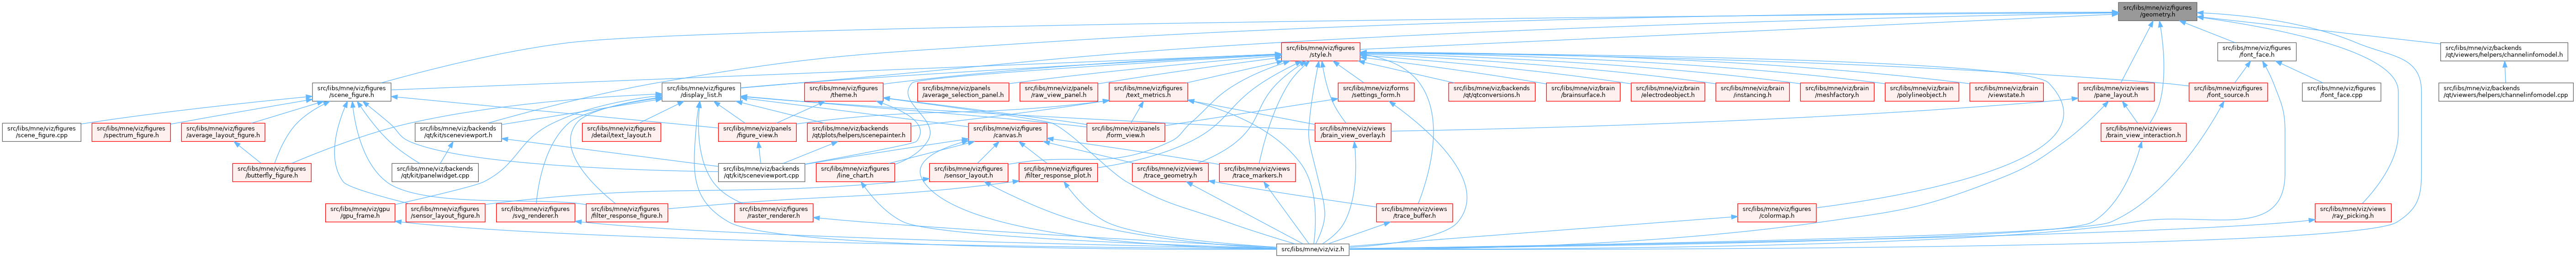 src/libs/mne/viz/figures
/geometry.h
src/libs/mne/viz/figures
/style.h
src/libs/mne/viz/figures
/font_face.h
src/libs/mne/viz/backends
/qt/viewers/helpers/channelinfomodel.h
src/libs/mne/viz/figures
/scene_figure.h
src/libs/mne/viz/figures
/display_list.h
src/libs/mne/viz/figures
/theme.h
src/libs/mne/viz/panels
/average_selection_panel.h
src/libs/mne/viz/panels
/raw_view_panel.h
src/libs/mne/viz/figures
/text_metrics.h
src/libs/mne/viz/forms
/settings_form.h
src/libs/mne/viz/backends
/qt/qtconversions.h
src/libs/mne/viz/brain
/brainsurface.h
src/libs/mne/viz/brain
/electrodeobject.h
src/libs/mne/viz/brain
/instancing.h
src/libs/mne/viz/brain
/meshfactory.h
src/libs/mne/viz/brain
/polylineobject.h
src/libs/mne/viz/brain
/viewstate.h
src/libs/mne/viz/views
/pane_layout.h
src/libs/mne/viz/figures
/font_source.h
src/libs/mne/viz/figures
/font_face.cpp
src/libs/mne/viz/backends
/qt/viewers/helpers/channelinfomodel.cpp
src/libs/mne/viz/figures
/scene_figure.cpp
src/libs/mne/viz/figures
/spectrum_figure.h
src/libs/mne/viz/figures
/average_layout_figure.h
src/libs/mne/viz/backends
/qt/kit/sceneviewport.h
src/libs/mne/viz/figures
/detail/text_layout.h
src/libs/mne/viz/panels
/figure_view.h
src/libs/mne/viz/backends
/qt/plots/helpers/scenepainter.h
src/libs/mne/viz/figures
/canvas.h
src/libs/mne/viz/panels
/form_view.h
src/libs/mne/viz/views
/brain_view_overlay.h
src/libs/mne/viz/views
/brain_view_interaction.h
src/libs/mne/viz/figures
/butterfly_figure.h
src/libs/mne/viz/backends
/qt/kit/panelwidget.cpp
src/libs/mne/viz/backends
/qt/kit/sceneviewport.cpp
src/libs/mne/viz/figures
/line_chart.h
src/libs/mne/viz/figures
/sensor_layout.h
src/libs/mne/viz/figures
/filter_response_plot.h
src/libs/mne/viz/views
/trace_geometry.h
src/libs/mne/viz/views
/trace_markers.h
src/libs/mne/viz/gpu
/gpu_frame.h
src/libs/mne/viz/figures
/sensor_layout_figure.h
src/libs/mne/viz/figures
/svg_renderer.h
src/libs/mne/viz/figures
/filter_response_figure.h
src/libs/mne/viz/figures
/raster_renderer.h
src/libs/mne/viz/views
/trace_buffer.h
src/libs/mne/viz/figures
/colormap.h
src/libs/mne/viz/views
/ray_picking.h
src/libs/mne/viz/viz.h